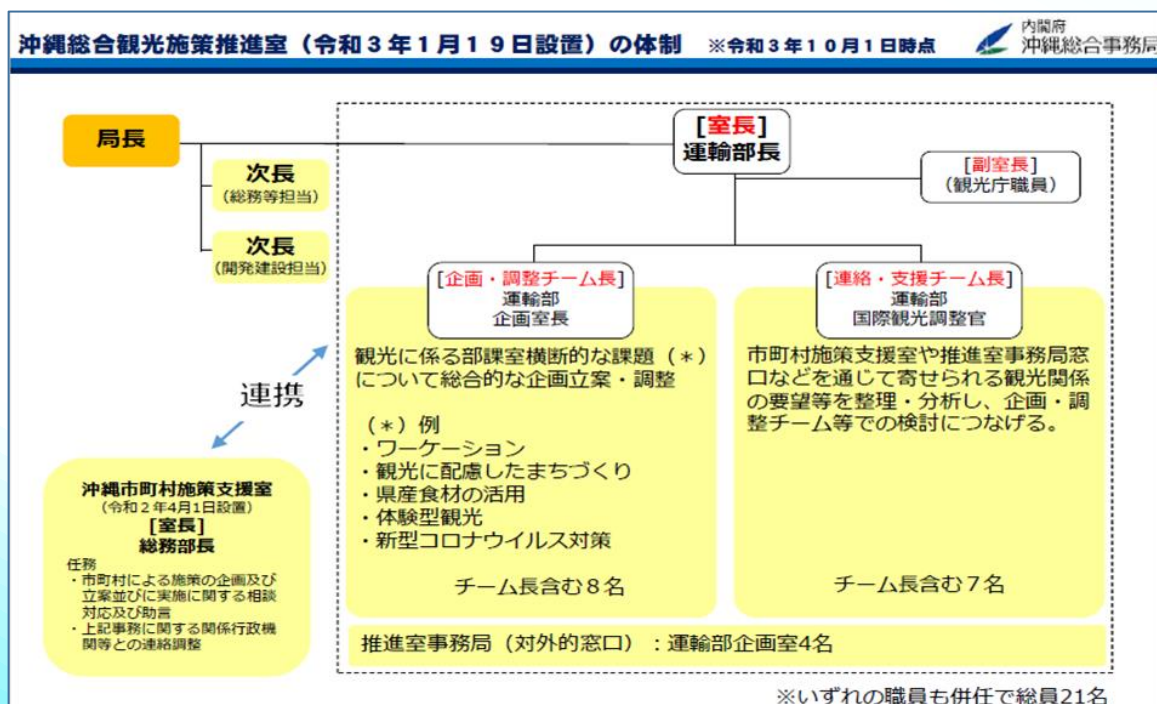 沖縄総合観光施策推進室（令和３年１月１９日設置）の体制 ※令和３年１０月１日時点
内閣府
沖縄総合事務局
局長
次長
（総務等担当）
次長
（開発建設担当）
[室長]
運輸部長
[副室長]
（観光庁職員）
[企画・調整チーム長]
運輸部
企画室長
観光に係る部課室横断的な課題（＊）
について総合的な企画立案・調整
（＊）例
・ワーケーション
・観光に配慮したまちづくり
・県産食材の活用
・体験型観光
・新型コロナウイルス対策
チーム長含む８名
[連絡・支援チーム長]
運輸部
国際観光調整官
市町村施策支援室や推進室事務局窓
口などを通じて寄せられる観光関係
の要望等を整理・分析し、企画・調
整チーム等での検討につなげる。
チーム長含む７名
推進室事務局（対外的窓口）：運輸部企画室4名
連携
沖縄市町村施策支援室
（令和２年4月1日設置）
[室長]
総務部長
任務
・市町村による施策の企画及び
立案並びに実施に関する相談
対応及び助言
・上記事務に関する関係行政機
関等との連絡調整
※いずれの職員も併任で総員21名